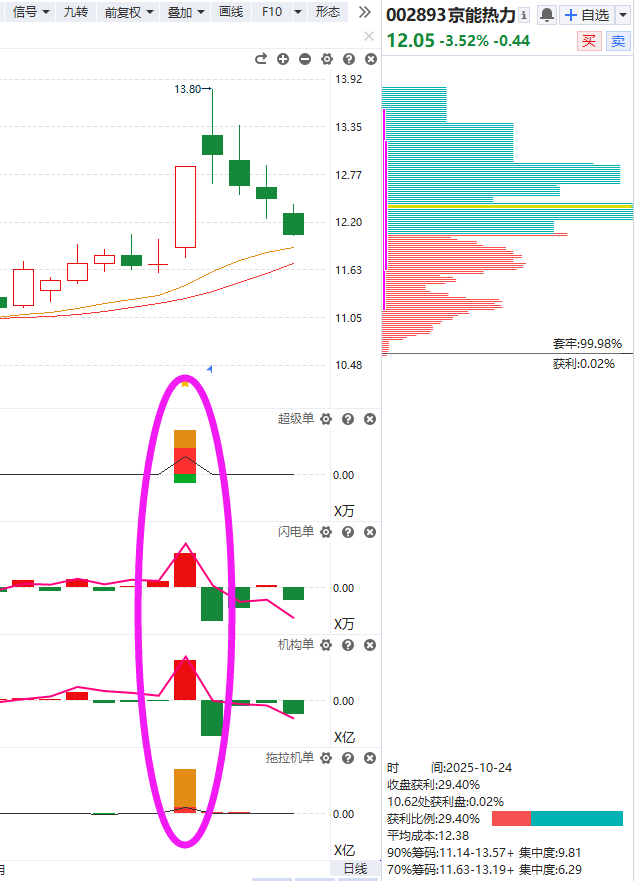 信号 九转 前复权 叠加 画线 F10 形态
002893京能热力 自选
12.05 -3.52% -0.44 买 卖
13.92
13.80
13.35
12.77
12.20
11.63
11.05
10.48
套牢:99.98%
获利:0.02%
超级单
0.00
X万
闪电单
0.00
X万
机构单
0.00
X亿
拖拉机单
0.00
X亿
日线
时 间:2025-10-24
收盘获利:29.40%
10.62处获利盘:0.02%
获利比例:29.40%
平均成本:12.38
90%筹码:11.14-13.57+ 集中度:9.81
70%筹码:11.63-13.19+ 集中度:6.29